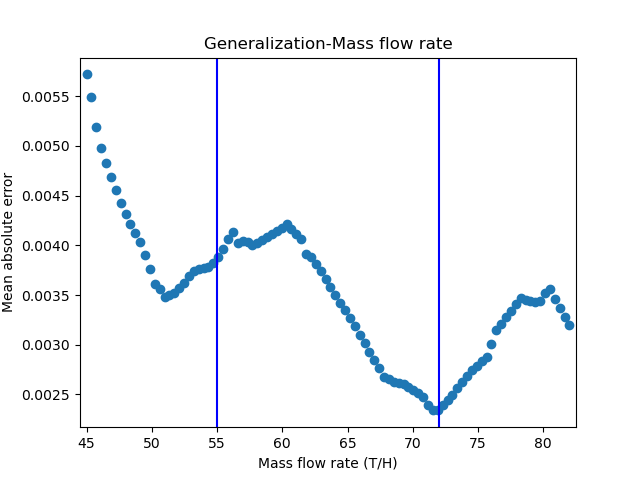 Generalization-Mass flow rate
Mean absolute error
0.0055
0.0050
0.0045
0.0040
0.0035
0.0030
0.0025
45 50 55 60 65 70 75 80
Mass flow rate (T/H)